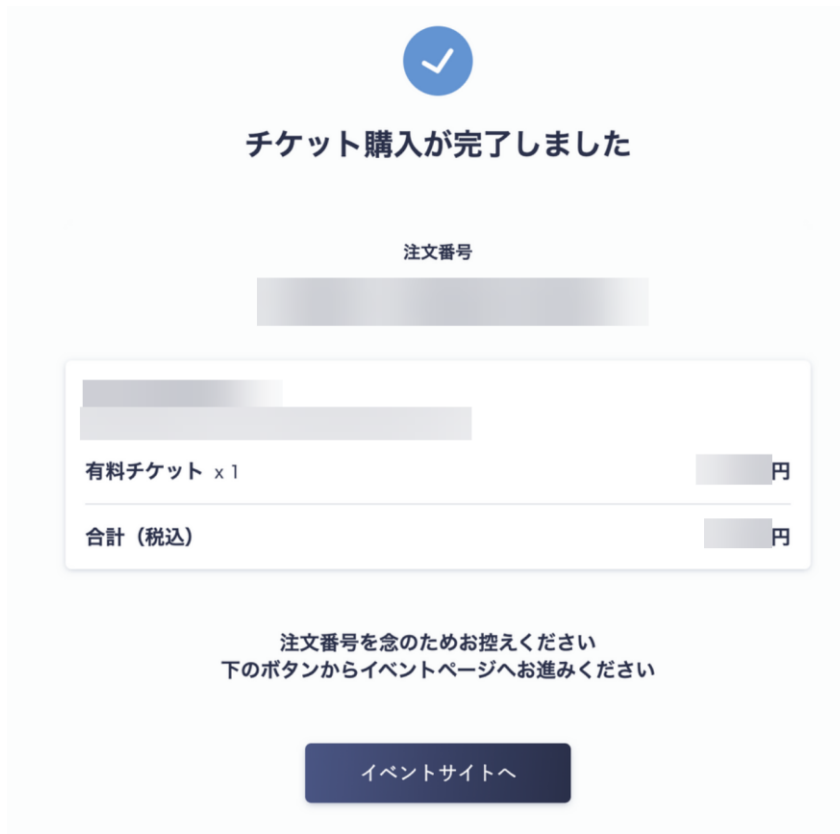 チケット購入が完了しました
注文番号
有料チケット x 1
円
合計（税込）
円
注文番号を念のためお控えください
下のボタンからイベントページへお進みください
イベントサイトへ